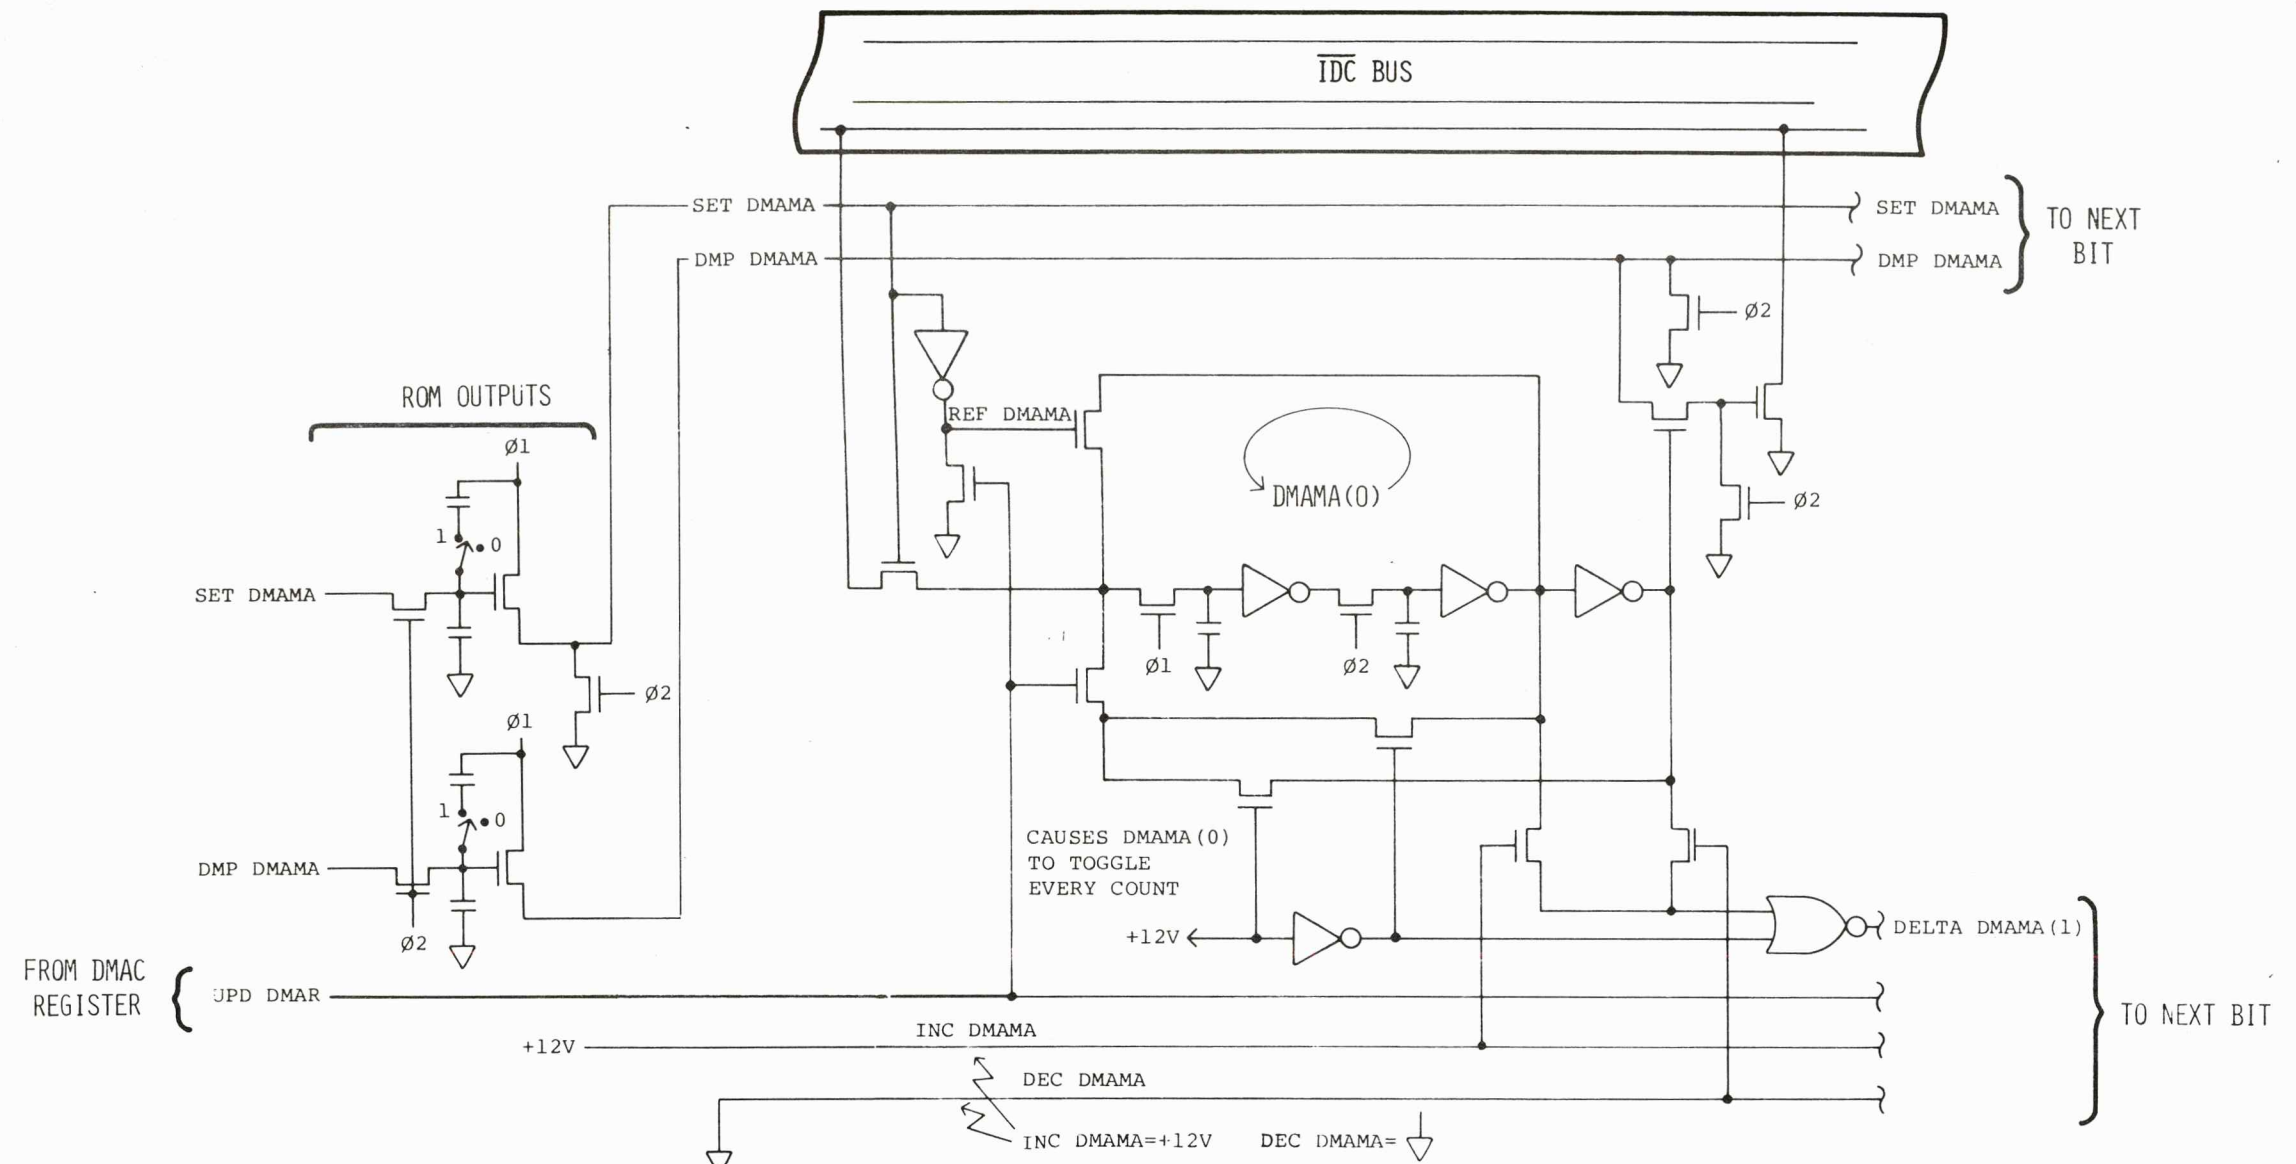 IDC BUS
SET DMAMA
SET DMAMA
TO NEXT
BIT
DMP DMAMA
DMP DMAMA
Ø2
ROM OUTPUTS
REF DMAMA
Ø1
DMAMA(0)
Ø2
1
0
SET DMAMA
Ø1
Ø2
Ø2
Ø1
1
0
CAUSES DMAMA(0)
TO TOGGLE
EVERY COUNT
DMP DMAMA
+12V
DELTA DMAMA(1)
Ø2
FROM DMAC
REGISTER
UPD DMAR
TO NEXT BIT
INC DMAMA
+12V
DEC DMAMA
INC DMAMA=+12V
DEC DMAMA=